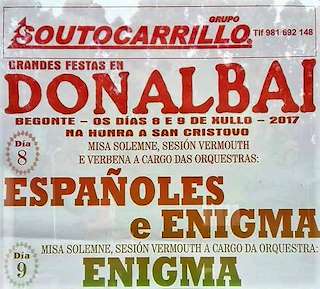 GRUPO
SOUTOCARRILLO Tlf 981 692 148
GRANDES FESTAS EN
DONALBAI
BEGONTE - OS DÍAS 8 E 9 DE XULLO - 2017
NA HUNRA A SAN CRISTOVO
Día 8
MISA SOLEMNE, SESIÓN VERMOUTH
E VERBENA A CARGO DAS ORQUESTRAS:
ESPAÑOLES
e ENIGMA
Día 9
MISA SOLEMNE, SESIÓN VERMOUTH A CARGO DA ORQUESTRA:
ENIGMA